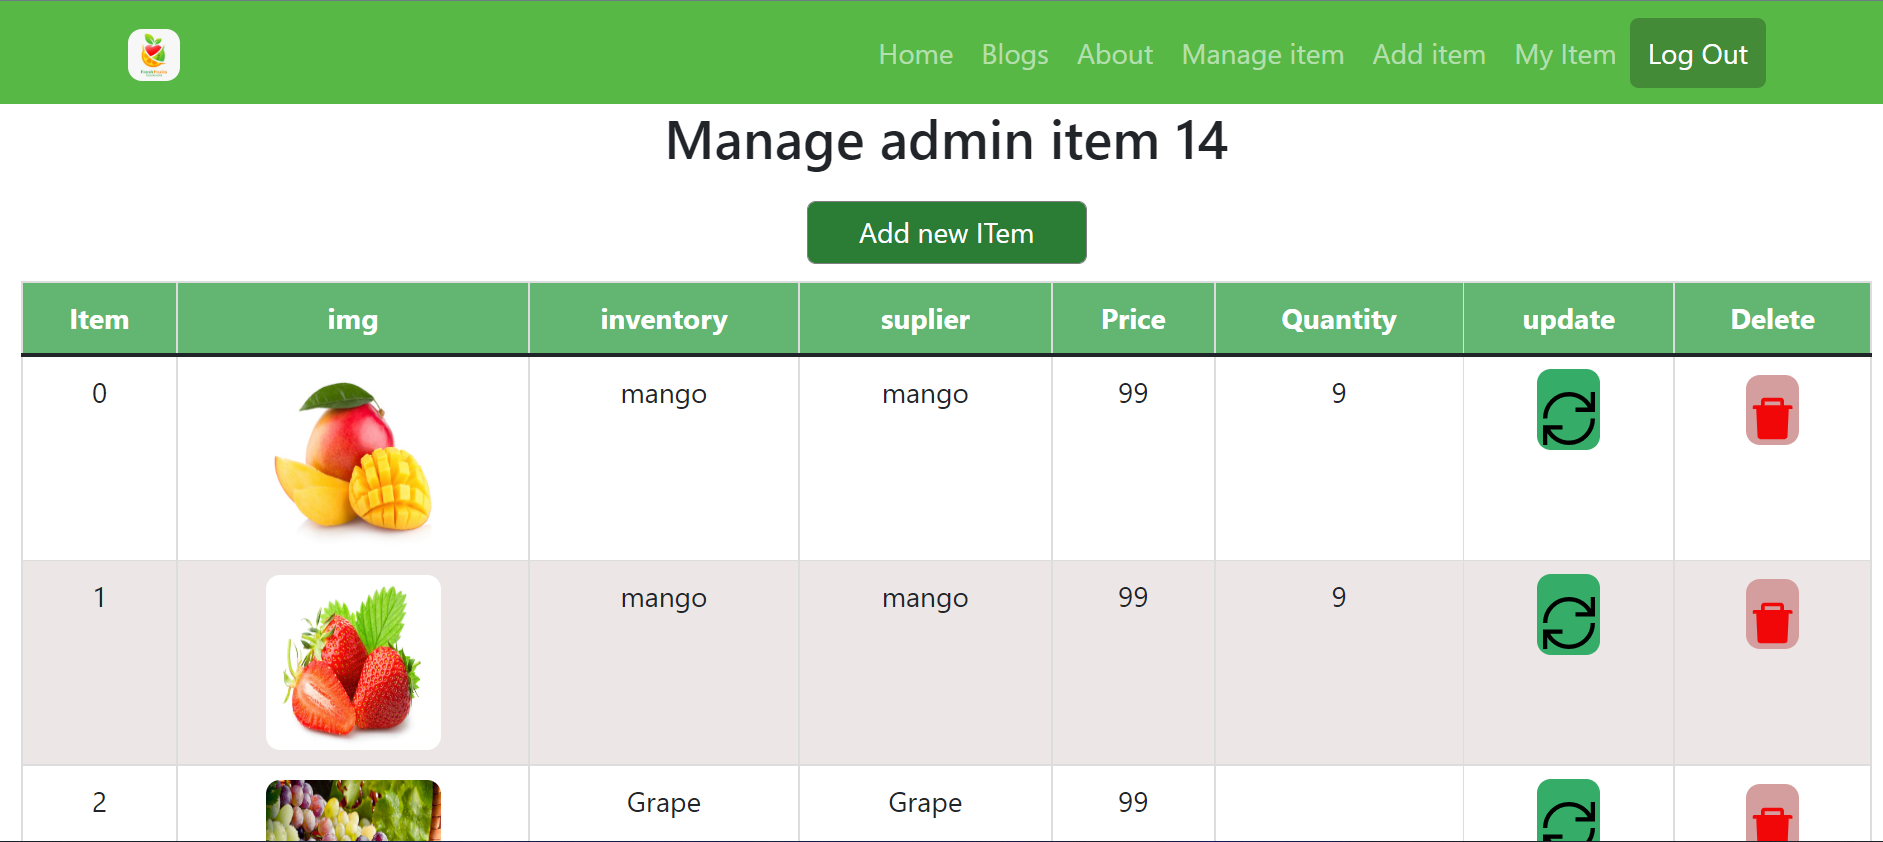 Home Blogs About Manage item Add item My Item Log Out
Manage admin item 14
Add new ITem
Item img inventory suplier Price Quantity update Delete
0 mango mango 99 9
1 mango mango 99 9
2 Grape Grape 99